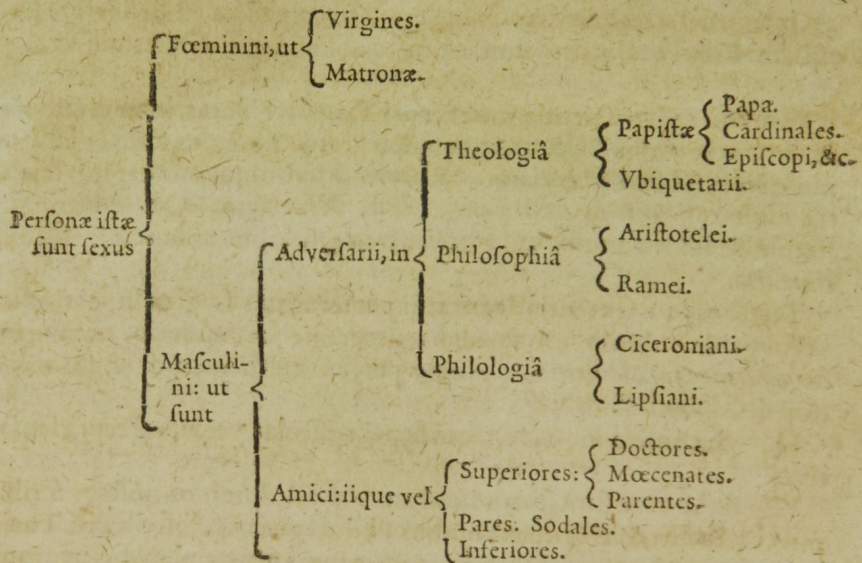 Personæ iſtæ
ſunt ſexus
Fœminini, ut
Virgines.
Matronæ.
Maſculi-
ni: ut
ſunt
Adverſarii, in
Theologiâ
Papiſtæ
Papa.
Cardinales.
Epiſcopi, &c.
Vbiquetarii.
Philoſophiâ
Ariſtotelei.
Ramei.
Philologiâ
Ciceroniani.
Lipſiani.
Amici: iique vel
Superiores:
Doctores.
Mœcenates.
Parentes.
Pares. Sodales.
Inferiores.